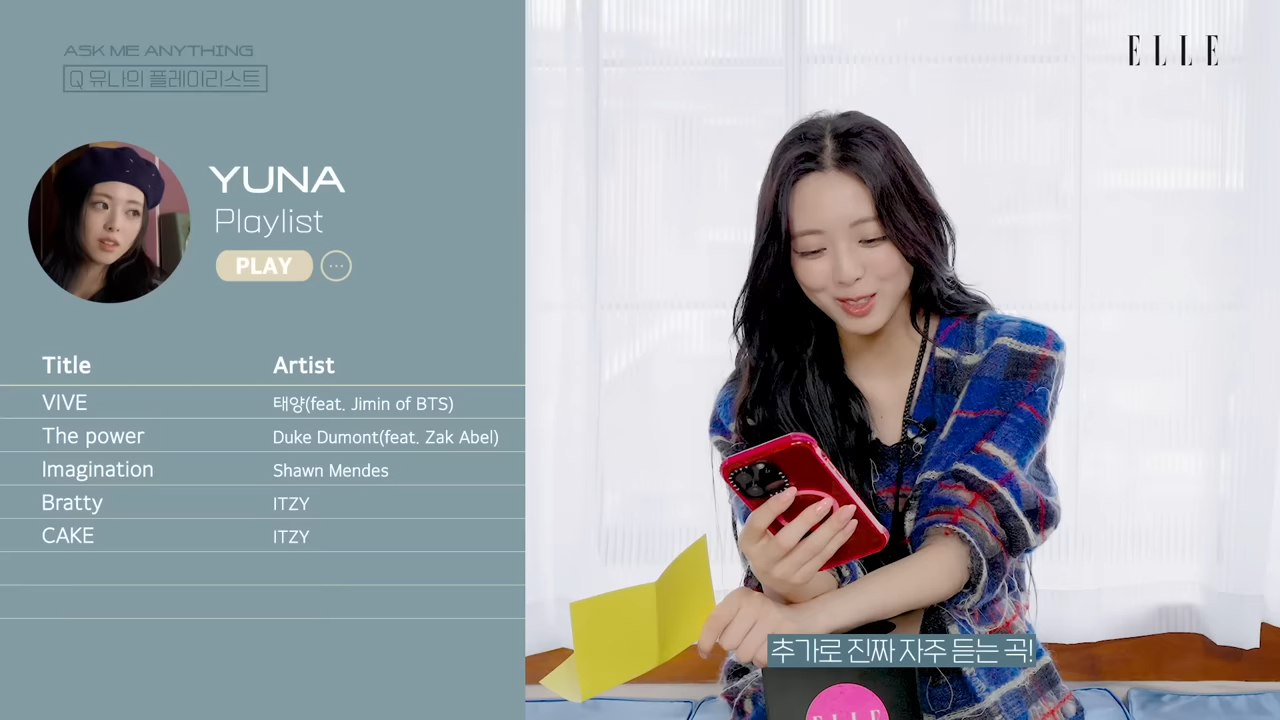 ASK ME ANYTHING
Q 유나의 플레이리스트
ELLE
YUNA
Playlist
PLAY
Title Artist
VIVE 태양(feat. Jimin of BTS)
The power Duke Dumont(feat. Zak Abel)
Imagination Shawn Mendes
Bratty ITZY
CAKE ITZY
추가로 진짜 자주 듣는 곡!
ELLE